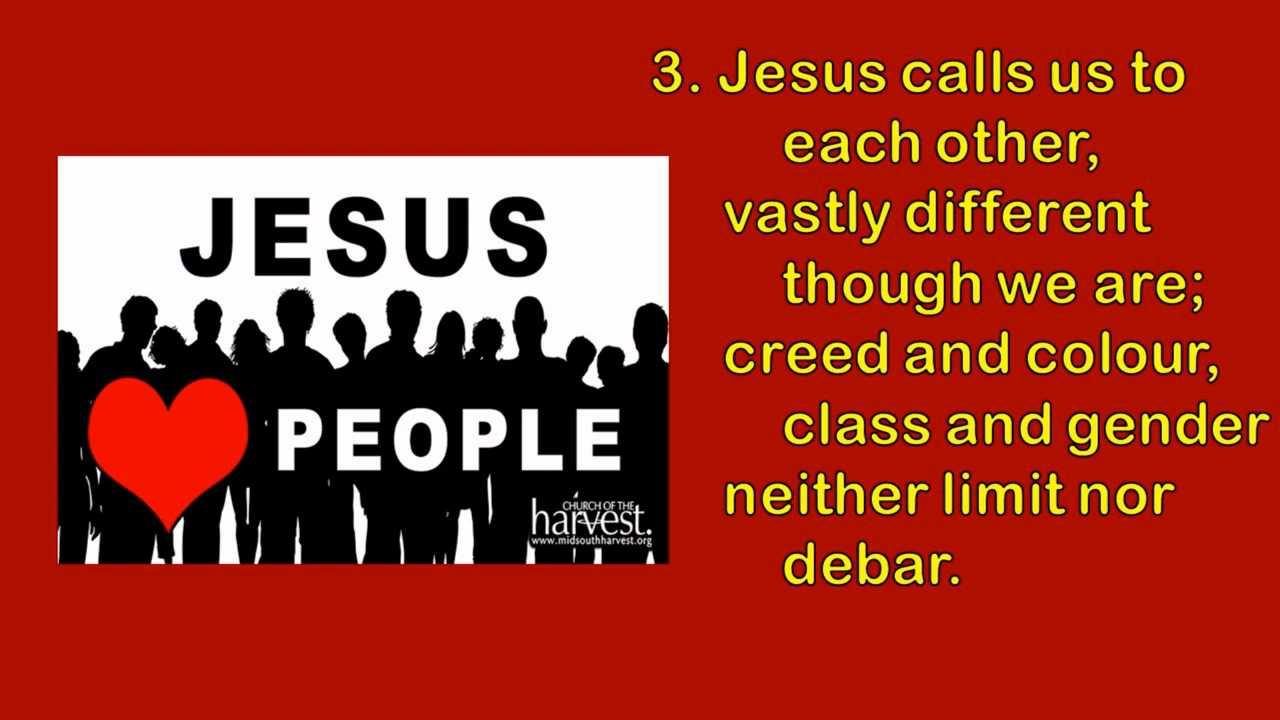 JESUS
PEOPLE
CHURCH OF THE
harvest.
www.midsouthharvest.org
3. Jesus calls us to
each other,
vastly different
though we are;
creed and colour,
class and gender
neither limit nor
debar.